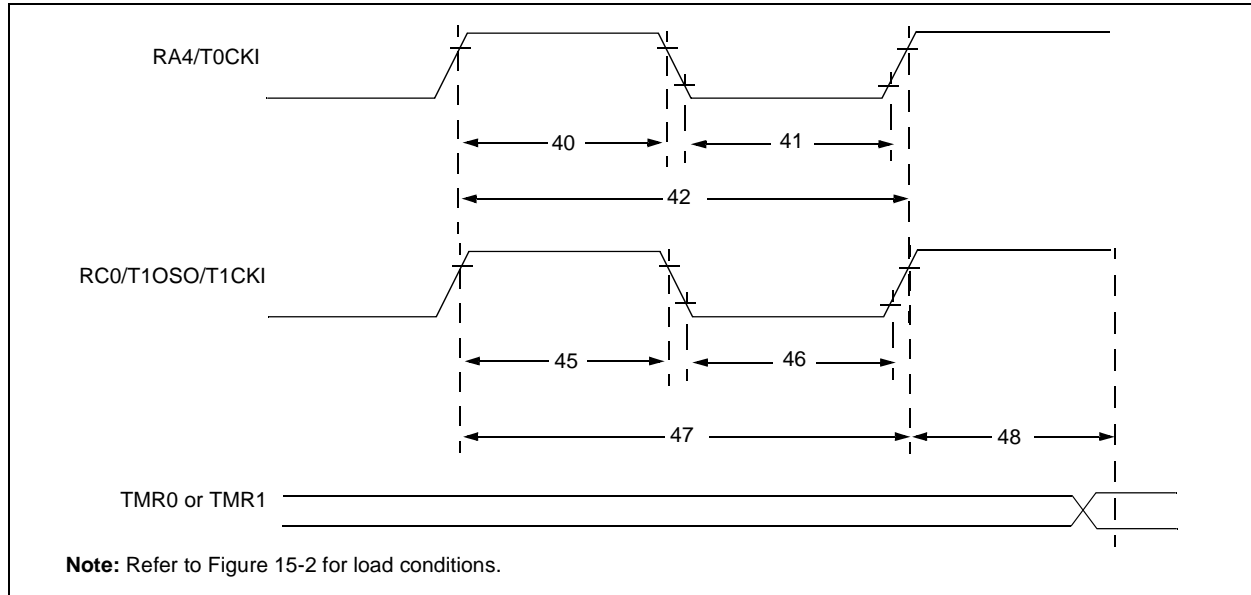 RA4/T0CKI
40
41
42
RC0/T1OSO/T1CKI
45
46
47
48
TMR0 or TMR1
Note: Refer to Figure 15-2 for load conditions.